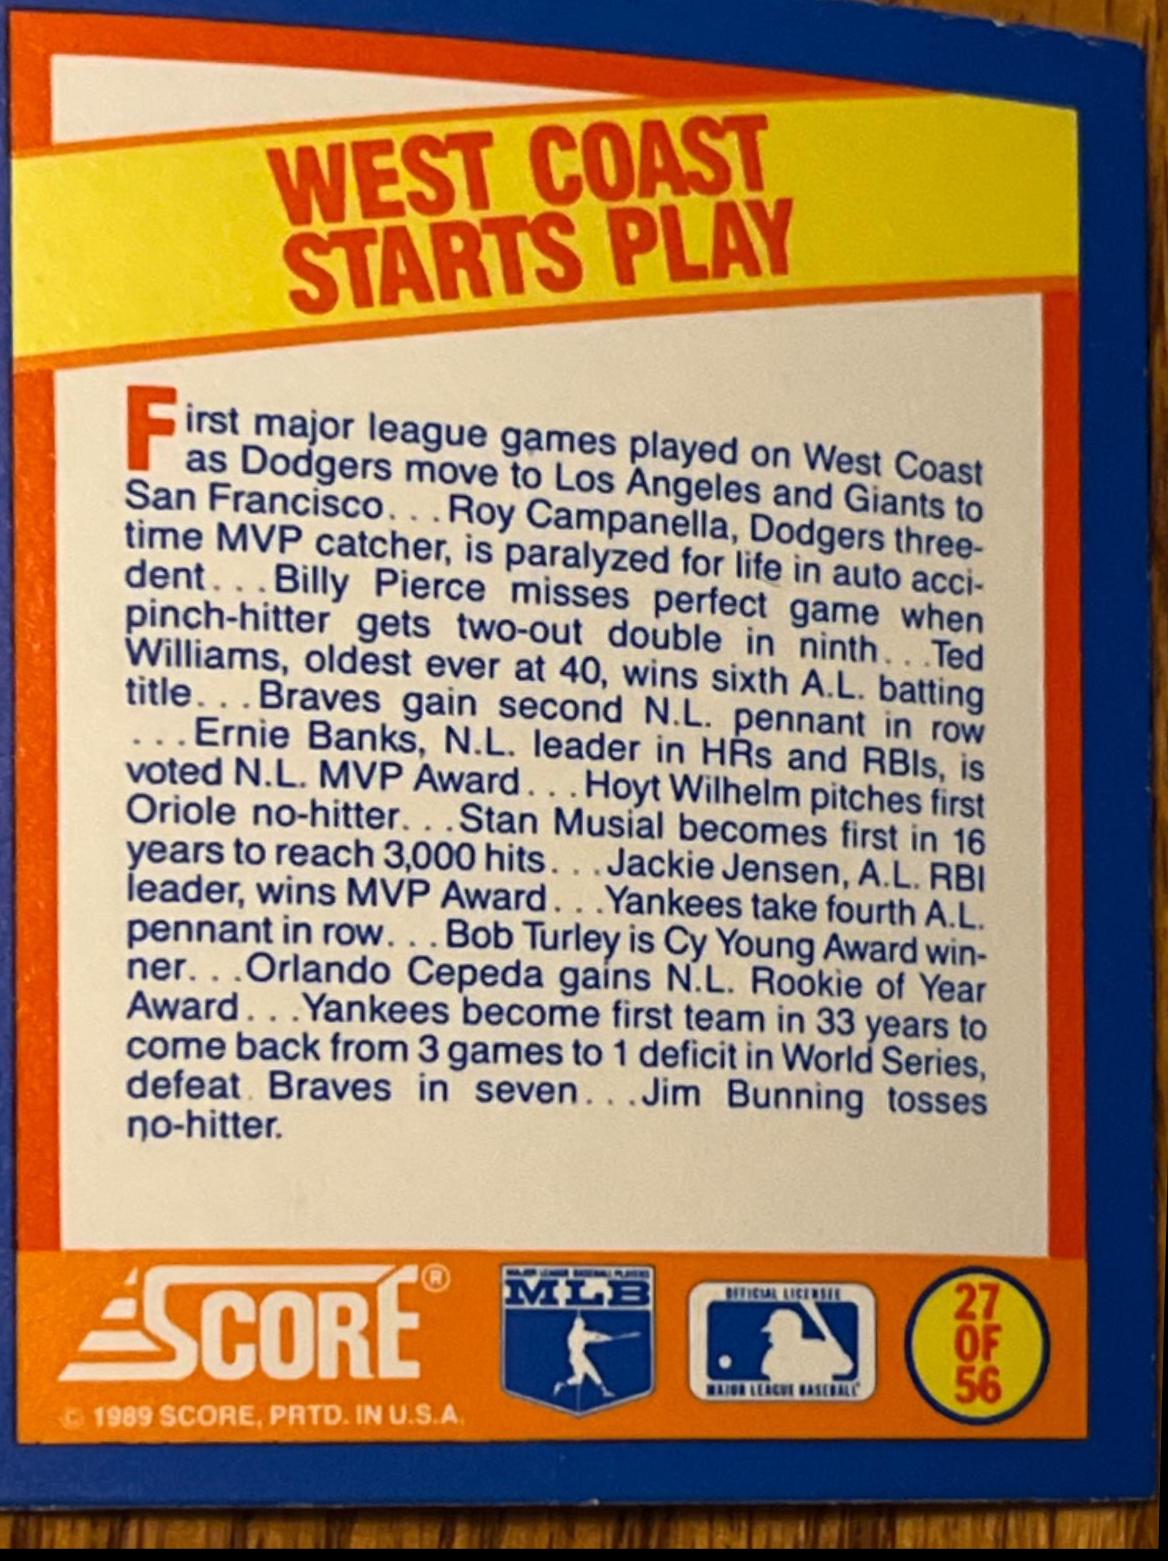 WEST COAST
STARTS PLAY
First major league games played on West Coast
as Dodgers move to Los Angeles and Giants to
San Francisco. . .Roy Campanella, Dodgers three-
time MVP catcher, is paralyzed for life in auto acci-
dent. . .Billy Pierce misses perfect game when
pinch-hitter gets two-out double in ninth. . .Ted
Williams, oldest ever at 40, wins sixth A.L. batting
title. . .Braves gain second N.L. pennant in row
. . .Ernie Banks, N.L. leader in HRs and RBIs, is
voted N.L. MVP Award. . .Hoyt Wilhelm pitches first
Oriole no-hitter. . .Stan Musial becomes first in 16
years to reach 3,000 hits. . .Jackie Jensen, A.L. RBI
leader, wins MVP Award. . .Yankees take fourth A.L.
pennant in row. . .Bob Turley is Cy Young Award win-
ner. . .Orlando Cepeda gains N.L. Rookie of Year
Award. . .Yankees become first team in 33 years to
come back from 3 games to 1 deficit in World Series,
defeat Braves in seven. . .Jim Bunning tosses
no-hitter.
SCORE®
© 1989 SCORE, PRTD. IN U.S.A.
MAJOR LEAGUE BASEBALL PLAYERS
MLB
OFFICIAL LICENSEE
MAJOR LEAGUE BASEBALL
27
OF
56